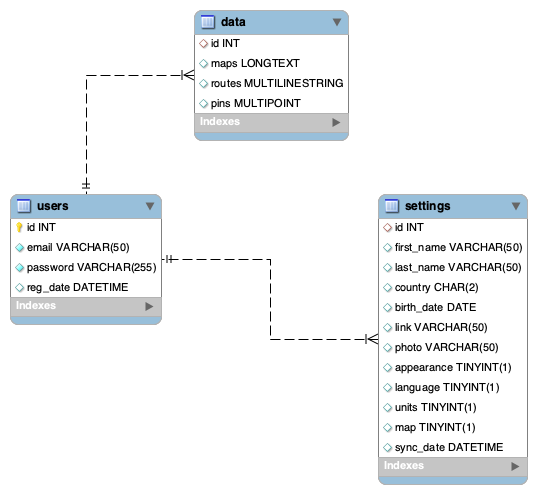 data
id INT
maps LONGTEXT
routes MULTILINESTRING
pins MULTIPOINT
Indexes
users
id INT
email VARCHAR(50)
password VARCHAR(255)
reg_date DATETIME
Indexes
settings
id INT
first_name VARCHAR(50)
last_name VARCHAR(50)
country CHAR(2)
birth_date DATE
link VARCHAR(50)
photo VARCHAR(50)
appearance TINYINT(1)
language TINYINT(1)
units TINYINT(1)
map TINYINT(1)
sync_date DATETIME
Indexes